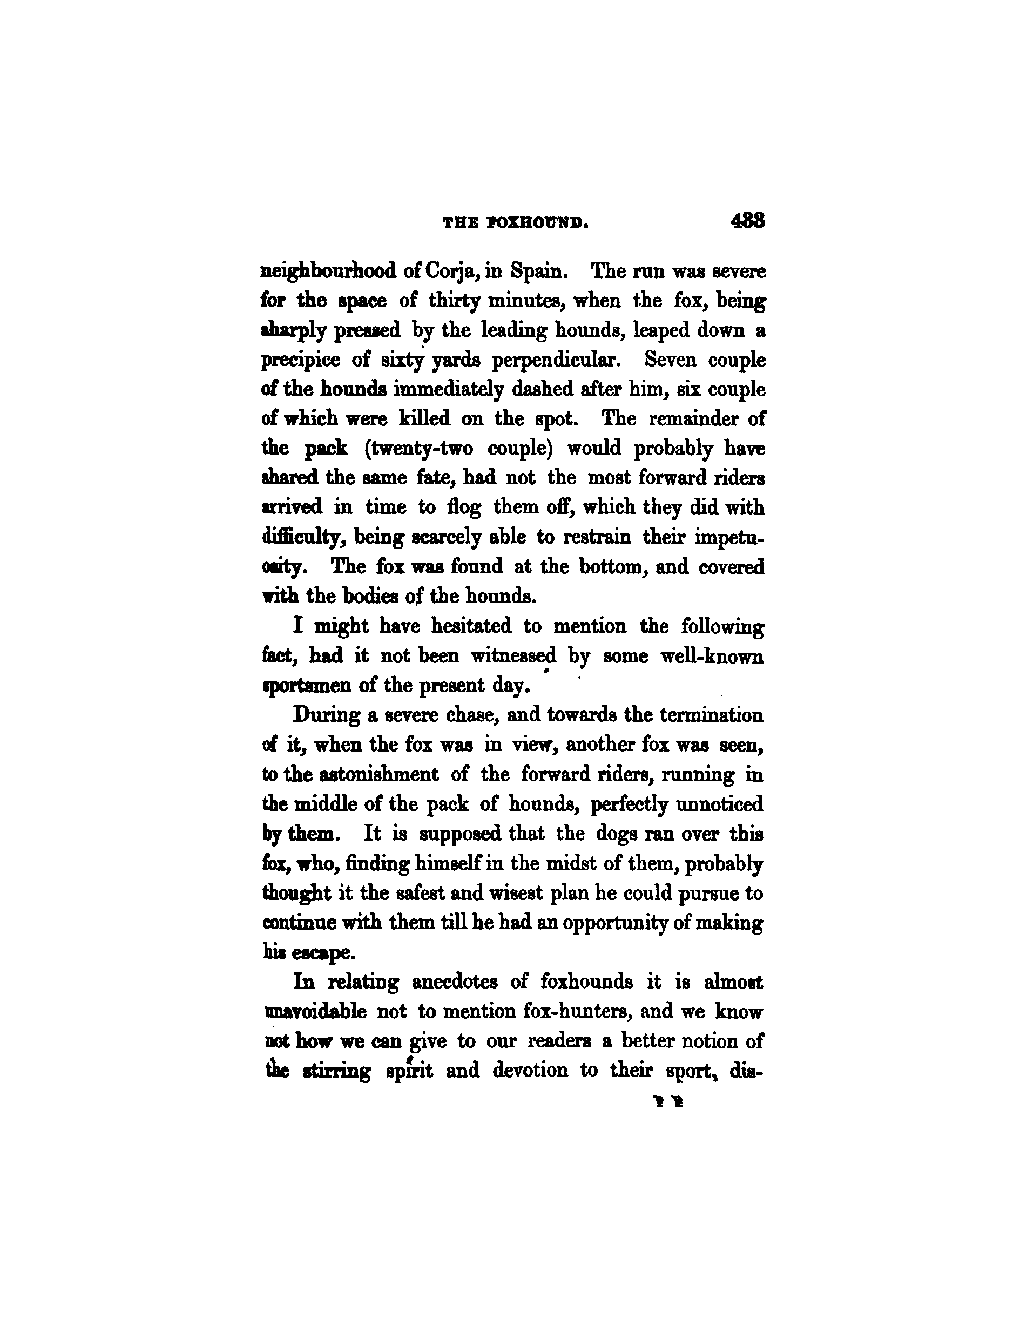 THE FOXHOUND. 433
neighbourhood of Corja, in Spain. The run was severe
for the space of thirty minutes, when the fox, being
sharply pressed by the leading hounds, leaped down a
precipice of sixty yards perpendicular. Seven couple
of the hounds immediately dashed after him, six couple
of which were killed on the spot. The remainder of
the pack (twenty-two couple) would probably have
shared the same fate, had not the most forward riders
arrived in time to flog them off, which they did with
difficulty, being scarcely able to restrain their impetu-
osity. The fox was found at the bottom, and covered
with the bodies of the hounds.
I might have hesitated to mention the following
fact, had it not been witnessed by some well-known
sportsmen of the present day.
During a severe chase, and towards the termination
of it, when the fox was in view, another fox was seen,
to the astonishment of the forward riders, running in
the middle of the pack of hounds, perfectly unnoticed
by them. It is supposed that the dogs ran over this
fox, who, finding himself in the midst of them, probably
thought it the safest and wisest plan he could pursue to
continue with them till he had an opportunity of making
his escape.
In relating anecdotes of foxhounds it is almost
unavoidable not to mention fox-hunters, and we know
not how we can give to our readers a better notion of
the stirring spirit and devotion to their sport, dis-